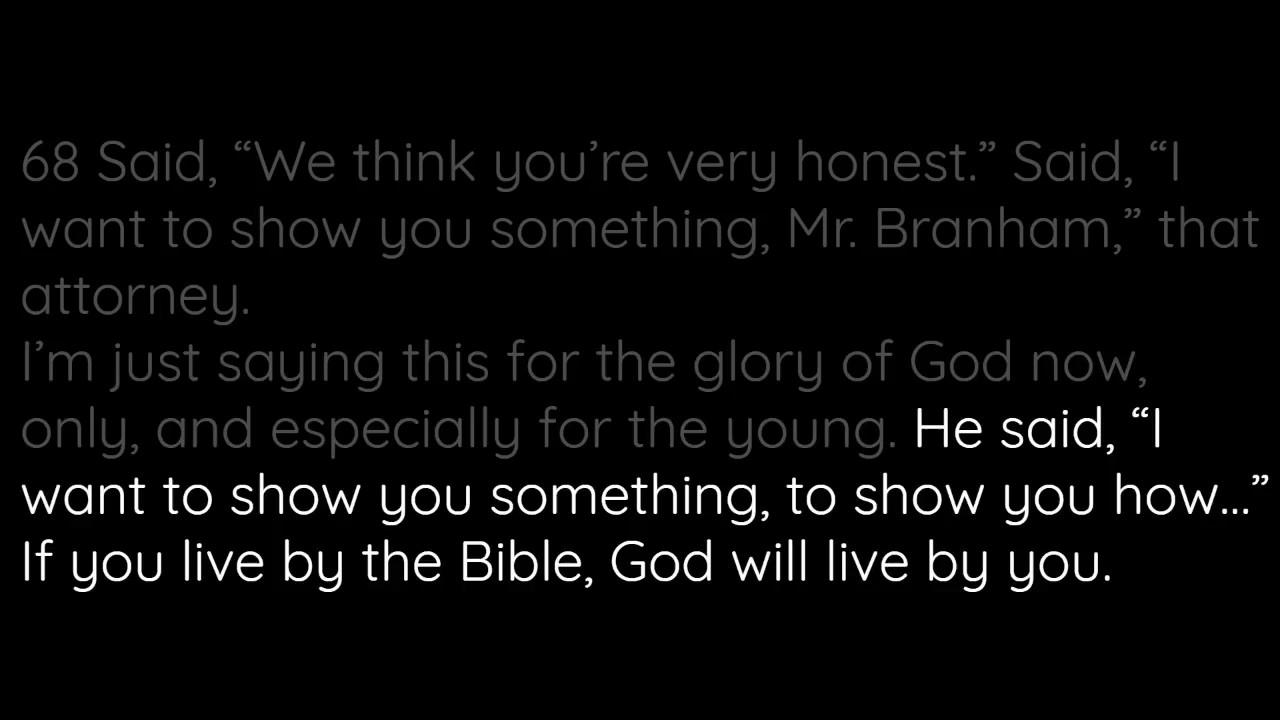 68 Said, “We think you’re very honest.” Said, “I
want to show you something, Mr. Branham,” that
attorney.
I’m just saying this for the glory of God now,
only, and especially for the young. He said, “I
want to show you something, to show you how...”
If you live by the Bible, God will live by you.